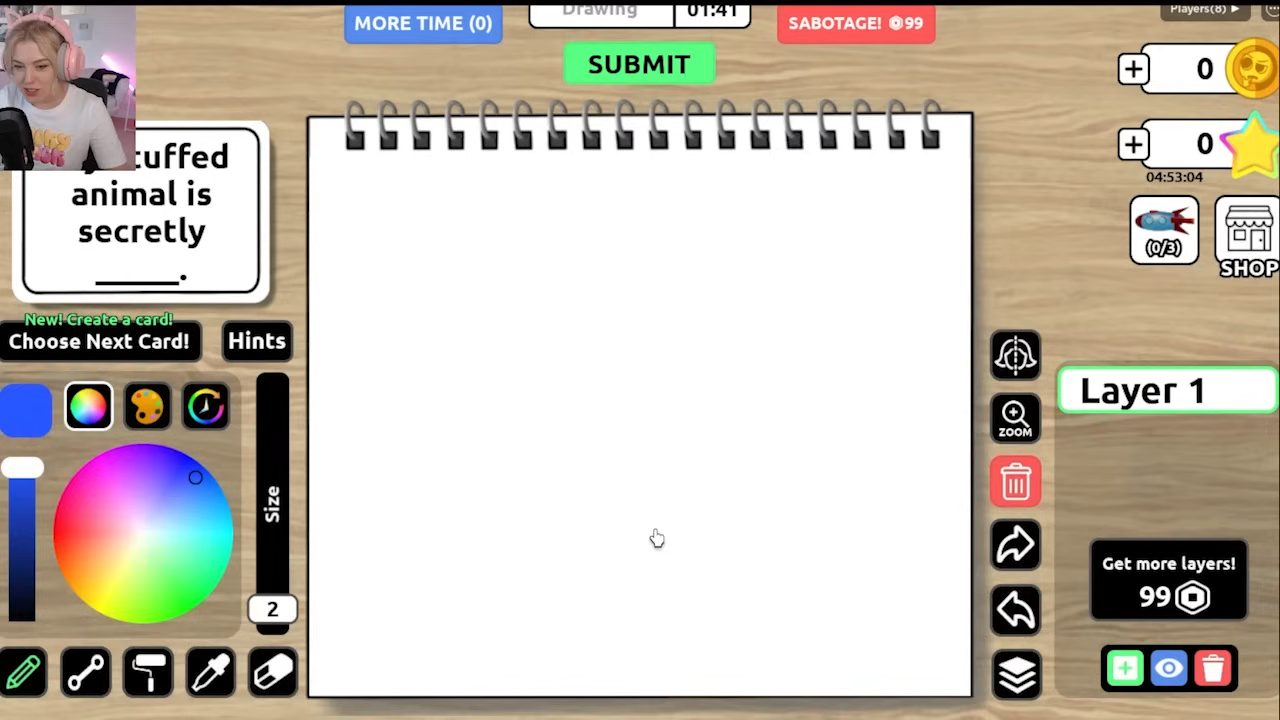 MORE TIME (0)
Drawing
01:41
SABOTAGE! 99
Players(8)
SUBMIT
0
0
04:53:04
(0/3)
SHOP
animal is
secretly
______.
New! Create a card!
Choose Next Card!
Hints
Size
2
ZOOM
Layer 1
Get more layers!
99